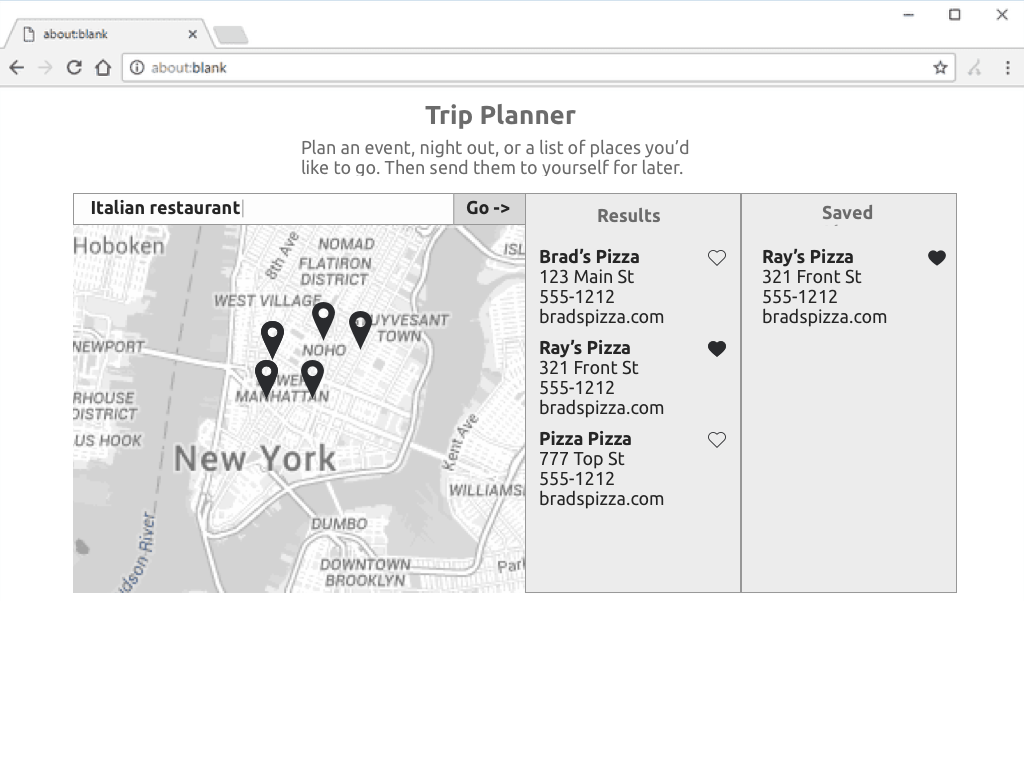 about:blank
about:blank
Trip Planner
Plan an event, night out, or a list of places you’d
like to go. Then send them to yourself for later.
Italian restaurant
Go ->
Hoboken
8th Ave
NOMAD
FLATIRON
DISTRICT
ISL
WEST VILLAGE
UYVESANT
TOWN
NEWPORT
NOHO
OWER
MANHATTAN
RHOUSE
DISTRICT
US HOOK
New York
Kent Ave
WILLIAMS
dson River
DUMBO
DOWNTOWN
BROOKLYN
Par
Results
Brad’s Pizza
123 Main St
555-1212
bradspizza.com
Ray’s Pizza
321 Front St
555-1212
bradspizza.com
Pizza Pizza
777 Top St
555-1212
bradspizza.com
Saved
Ray’s Pizza
321 Front St
555-1212
bradspizza.com